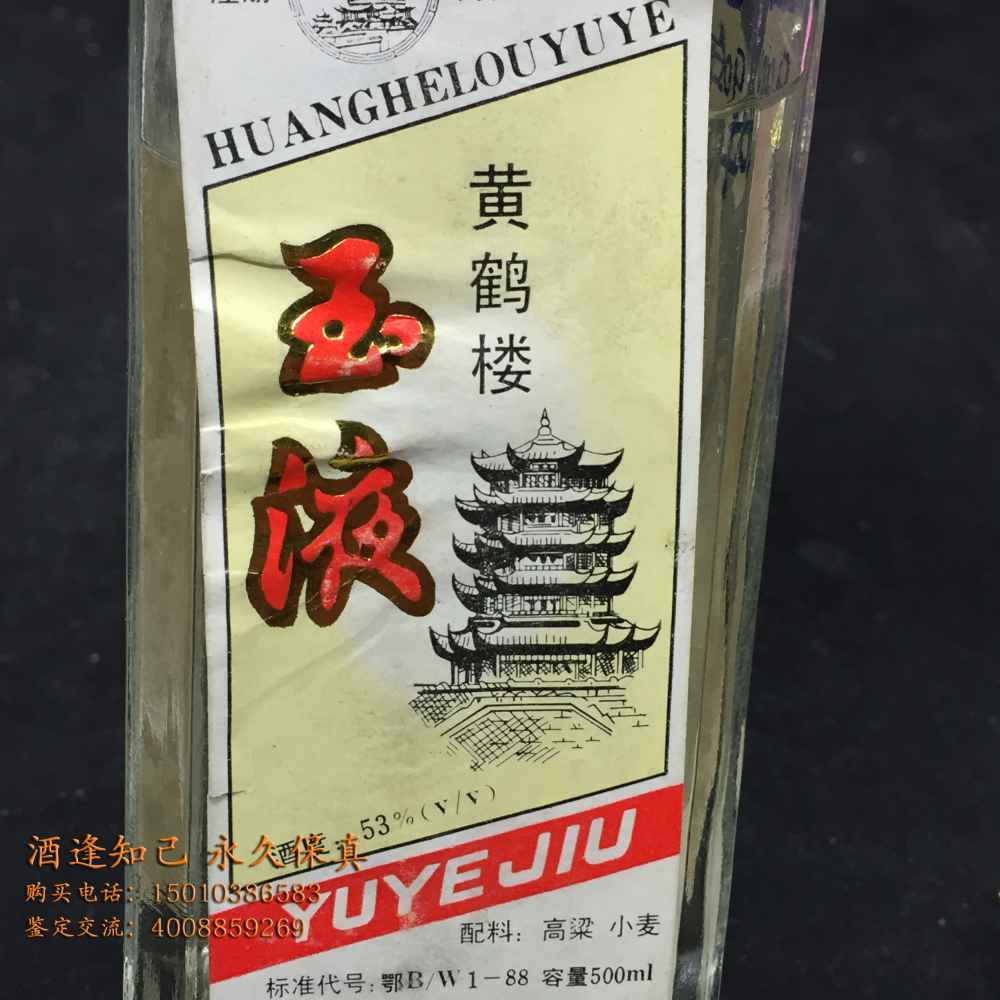 HUANGHELOUYUYE
黄鹤楼
玉液
酒度:53%(V/V)
YUYEJIU
配料:高粱 小麦
标准代号:鄂B/W1-88 容量500ml
酒逢知己 永久保真
购买电话:15010386583
鉴定交流:4008859269